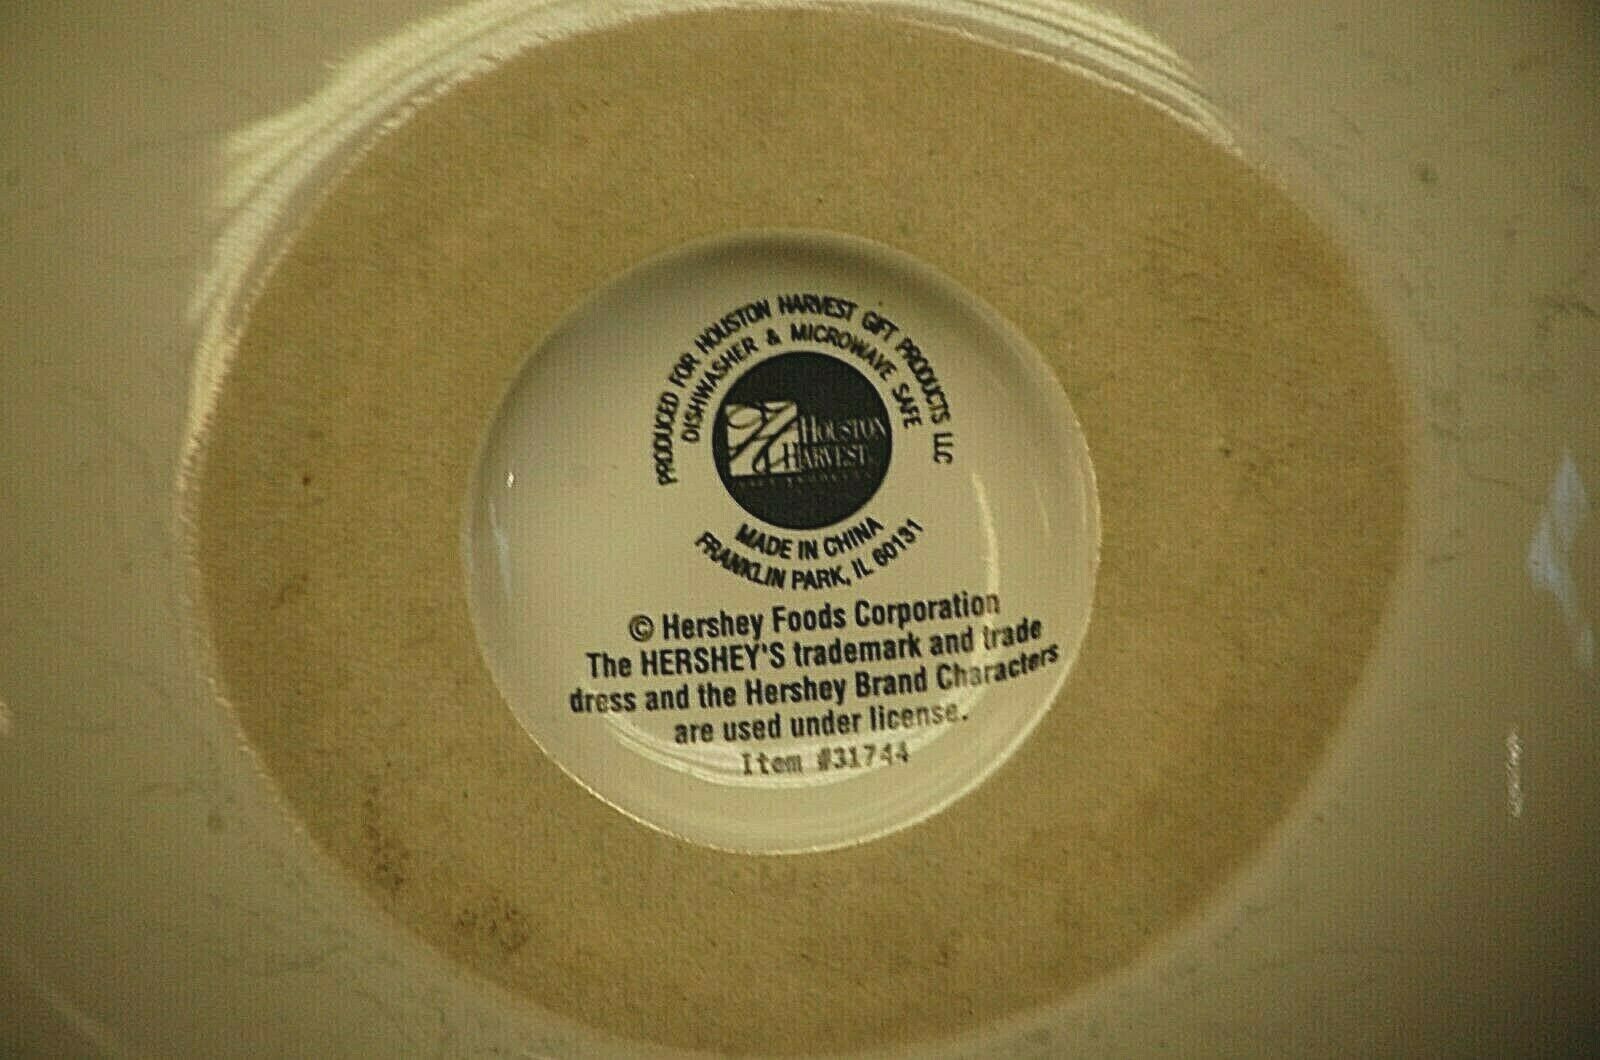 PRODUCED FOR HOUSTON HARVEST GIFT PRODUCTS LLC
DISHWASHER & MICROWAVE SAFE
HOUSTON
HARVEST
GIFT PRODUCTS
MADE IN CHINA
FRANKLIN PARK, IL 60131
© Hershey Foods Corporation
The HERSHEY'S trademark and trade
dress and the Hershey Brand Characters
are used under license.
Item #31744